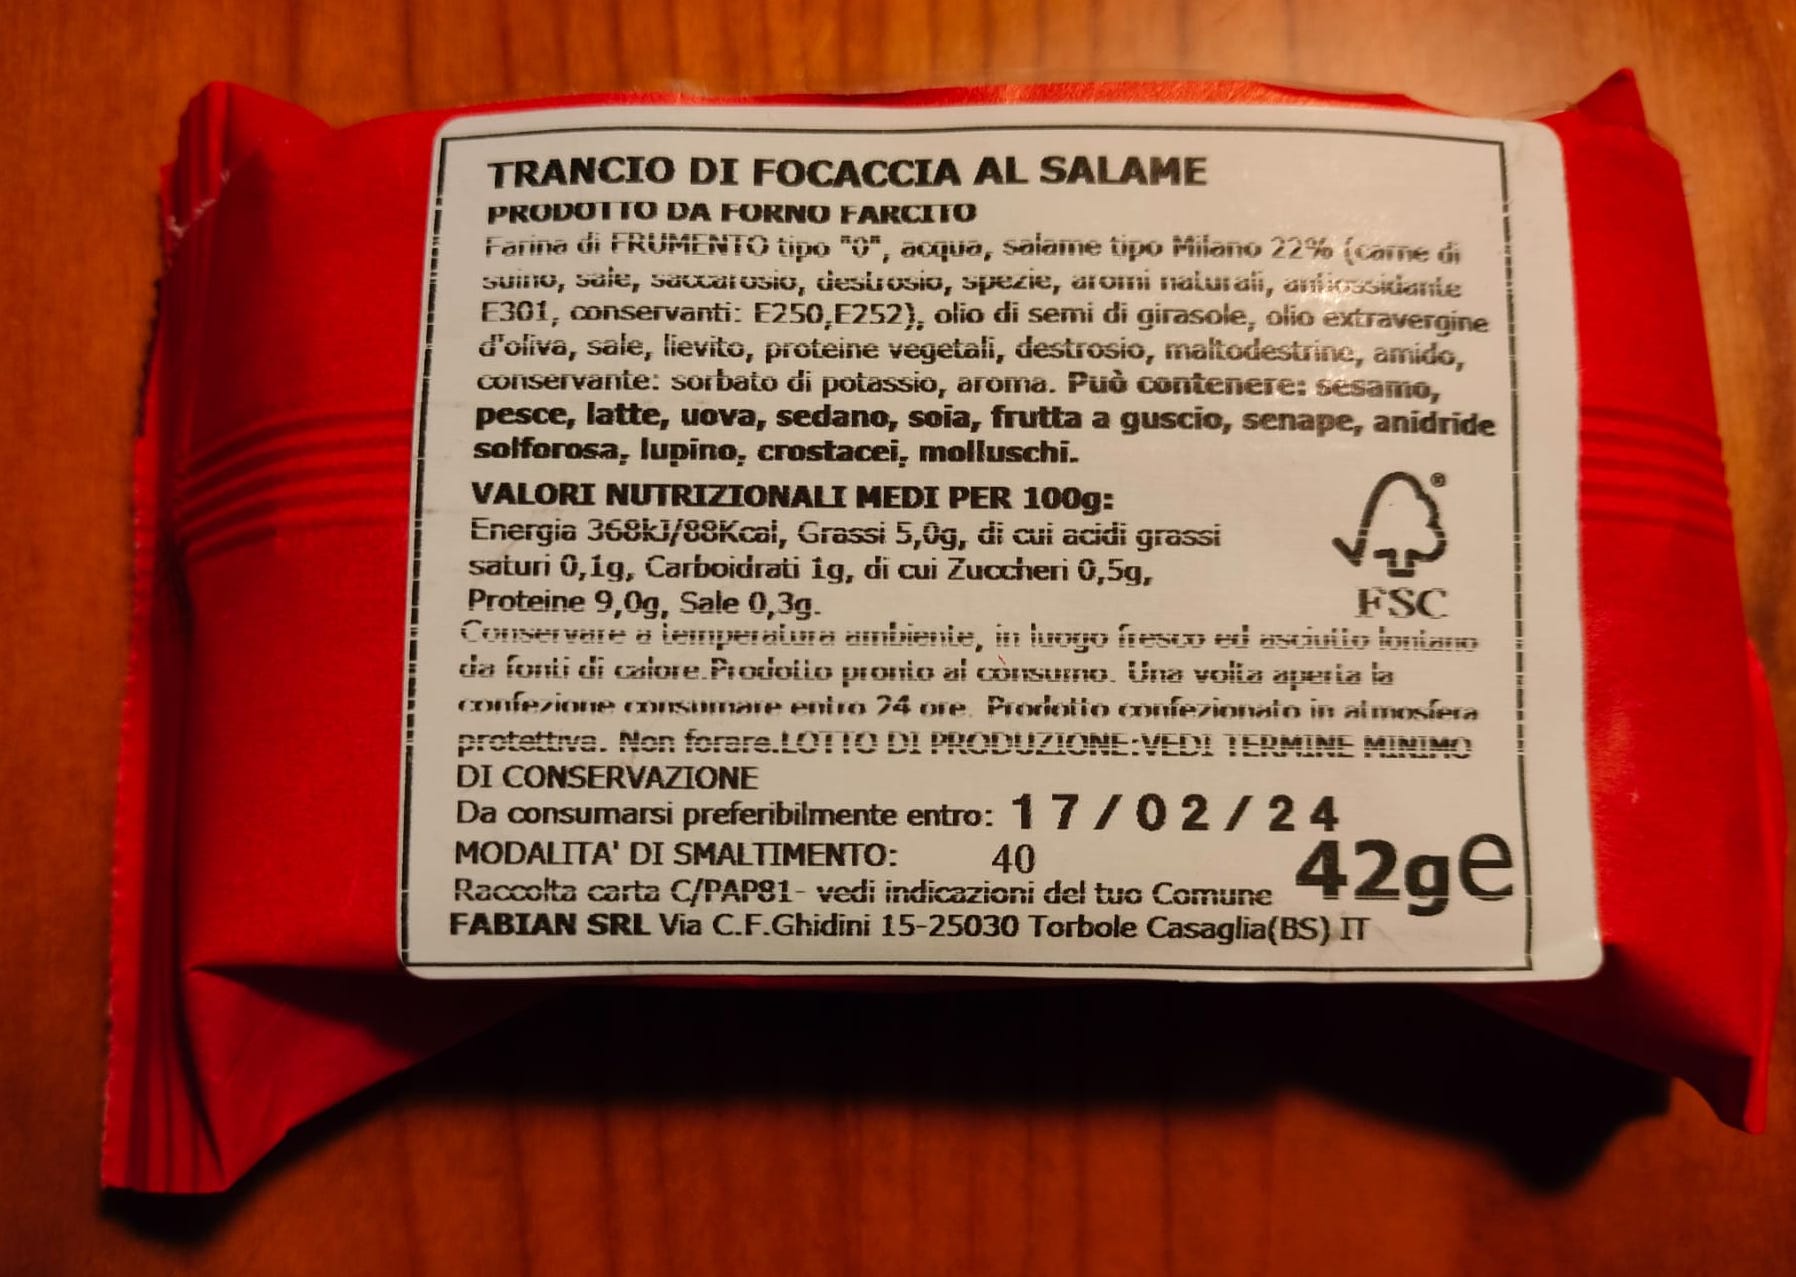 TRANCIO DI FOCACCIA AL SALAME
PRODOTTO DA FORNO FARCITO
Farina di FRUMENTO tipo "0", acqua, salame tipo Milano 22% (carne di
suino, sale, saccarosio, destrosio, spezie, aromi naturali, antiossidante
E301, conservanti: E250,E252), olio di semi di girasole, olio extravergine
d'oliva, sale, lievito, proteine vegetali, destrosio, maltodestrine, amido,
conservante: sorbato di potassio, aroma. Può contenere: sesamo,
pesce, latte, uova, sedano, soia, frutta a guscio, senape, anidride
solforosa, lupino, crostacei, molluschi.
VALORI NUTRIZIONALI MEDI PER 100g:
Energia 368kJ/88Kcal, Grassi 5,0g, di cui acidi grassi
saturi 0,1g, Carboidrati 1g, di cui Zuccheri 0,5g,
Proteine 9,0g, Sale 0,3g.
®
FSC
Conservare a temperatura ambiente, in luogo fresco ed asciutto lontano
da fonti di calore.Prodotto pronto al consumo. Una volta aperta la
confezione consumare entro 24 ore. Prodotto confezionato in atmosfera
protettiva. Non forare.LOTTO DI PRODUZIONE:VEDI TERMINE MINIMO
DI CONSERVAZIONE
Da consumarsi preferibilmente entro: 17/02/24
MODALITA' DI SMALTIMENTO: 40
42ge
Raccolta carta C/PAP81- vedi indicazioni del tuo Comune
FABIAN SRL Via C.F.Ghidini 15-25030 Torbole Casaglia(BS) IT